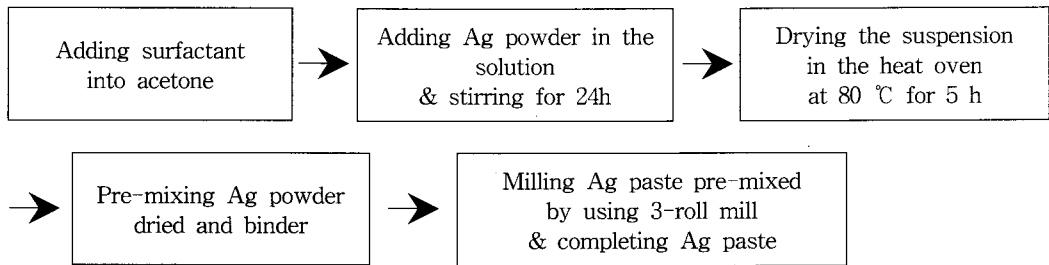 Adding surfactant
into acetone
Adding Ag powder in the
solution
& stirring for 24h
Drying the suspension
in the heat oven
at 80 ℃ for 5 h
Pre-mixing Ag powder
dried and binder
Milling Ag paste pre-mixed
by using 3-roll mill
& completing Ag paste